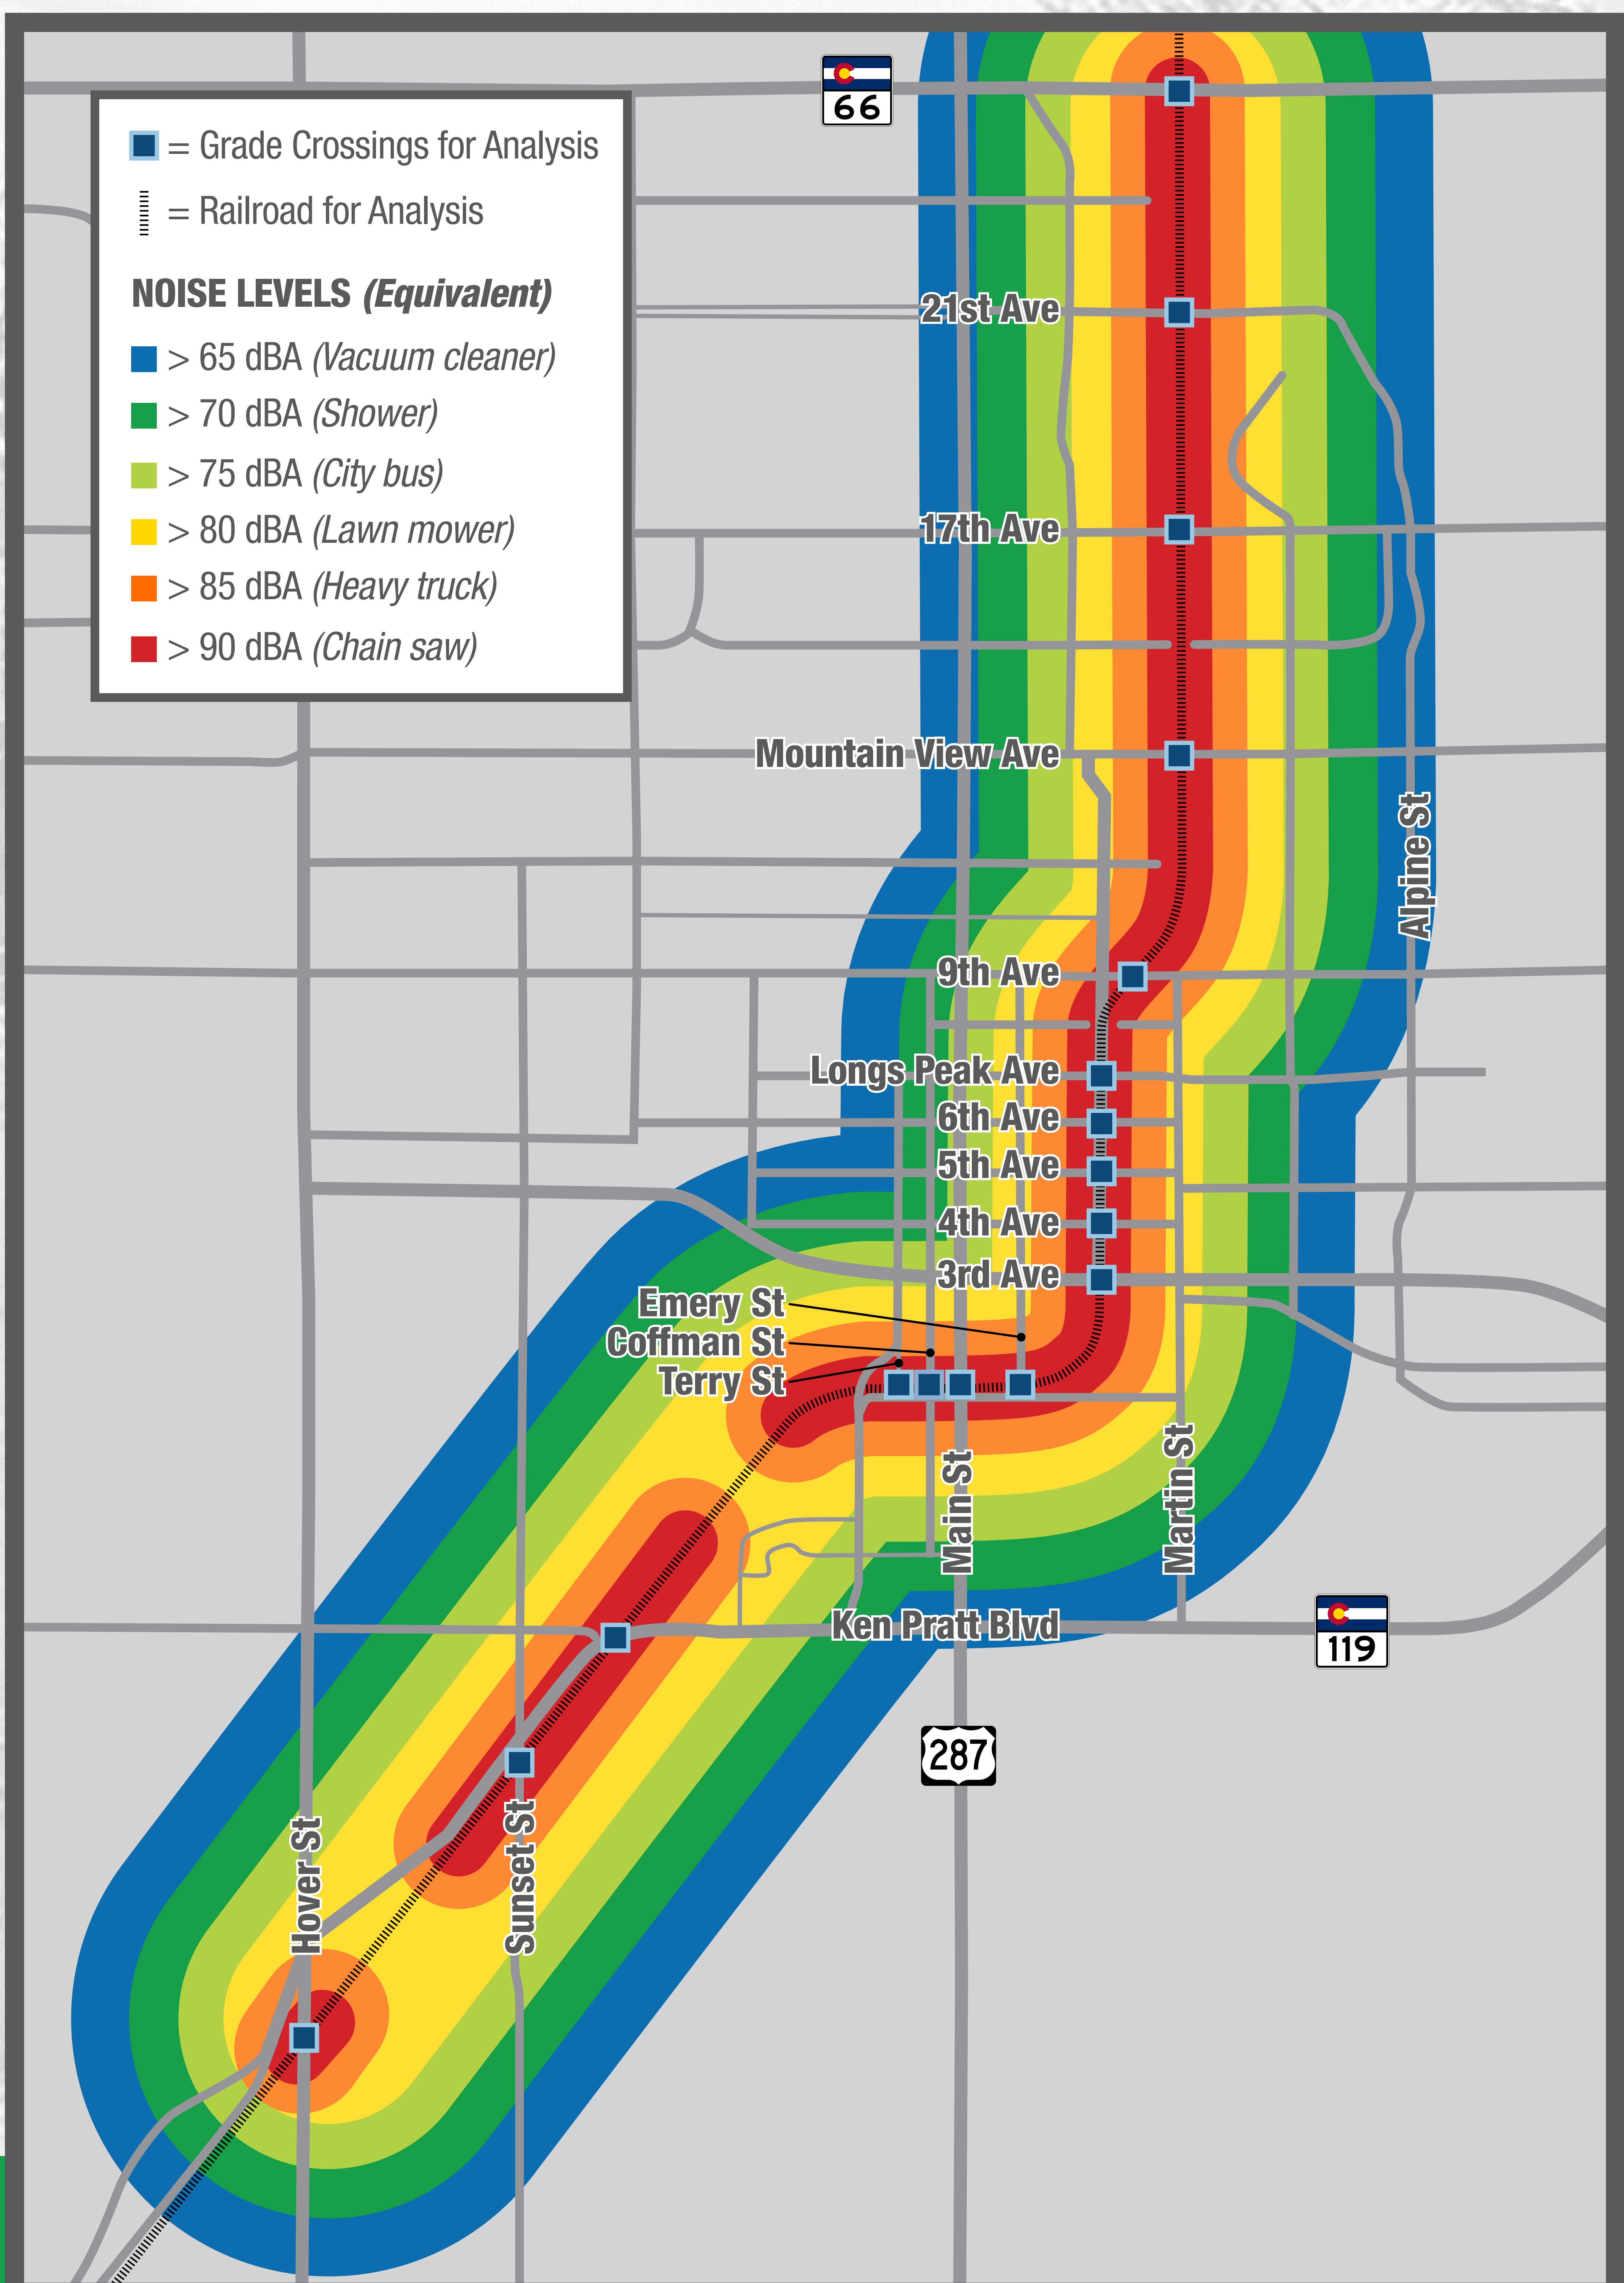 66
= Grade Crossings for Analysis
= Railroad for Analysis
NOISE LEVELS (Equivalent)
> 65 dBA (Vacuum cleaner)
> 70 dBA (Shower)
> 75 dBA (City bus)
> 80 dBA (Lawn mower)
> 85 dBA (Heavy truck)
> 90 dBA (Chain saw)
21st Ave
17th Ave
Mountain View Ave
Alpine St
9th Ave
Longs Peak Ave
6th Ave
5th Ave
4th Ave
3rd Ave
Emery St
Coffman St
Terry St
Main St
Martin St
Ken Pratt Blvd
119
287
Hover St
Sunset St